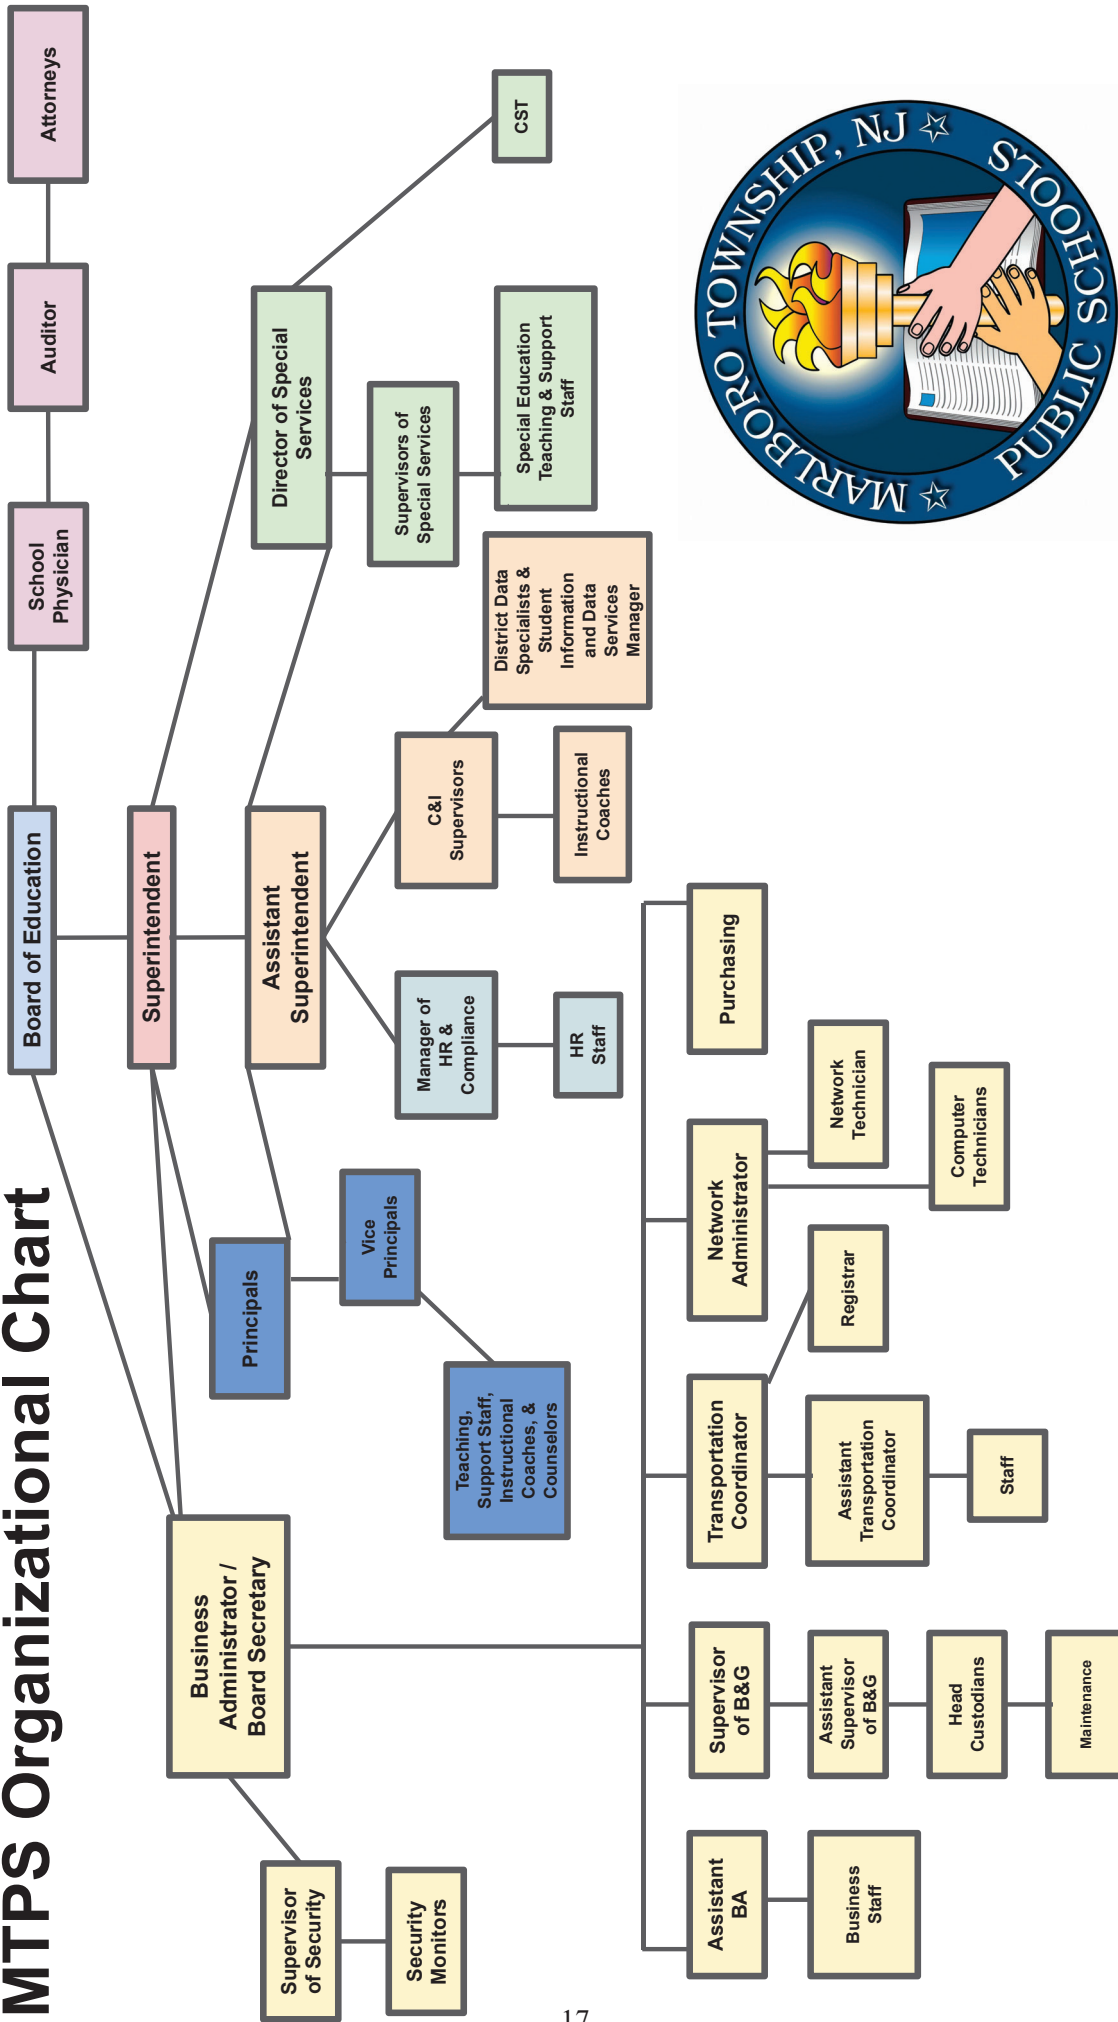 MTPS Organizational Chart
Board of Education
School
Physician
Auditor
Attorneys
Superintendent
Business
Administrator /
Board Secretary
Principals
Assistant
Superintendent
Director of Special
Services
Supervisor
of Security
Security
Monitors
Vice
Principals
Teaching,
Support Staff,
Instructional
Coaches, &
Counselors
Manager of
HR &
Compliance
HR
Staff
C&I
Supervisors
Instructional
Coaches
District Data
Specialists &
Student
Information
and Data
Services
Manager
Supervisors of
Special Services
Special Education
Teaching & Support
Staff
CST
Assistant
BA
Business
Staff
Supervisor
of B&G
Assistant
Supervisor
of B&G
Head
Custodians
Maintenance
Transportation
Coordinator
Assistant
Transportation
Coordinator
Staff
Registrar
Network
Administrator
Network
Technician
Computer
Technicians
Purchasing
MARLBORO TOWNSHIP, NJ
PUBLIC SCHOOLS
17